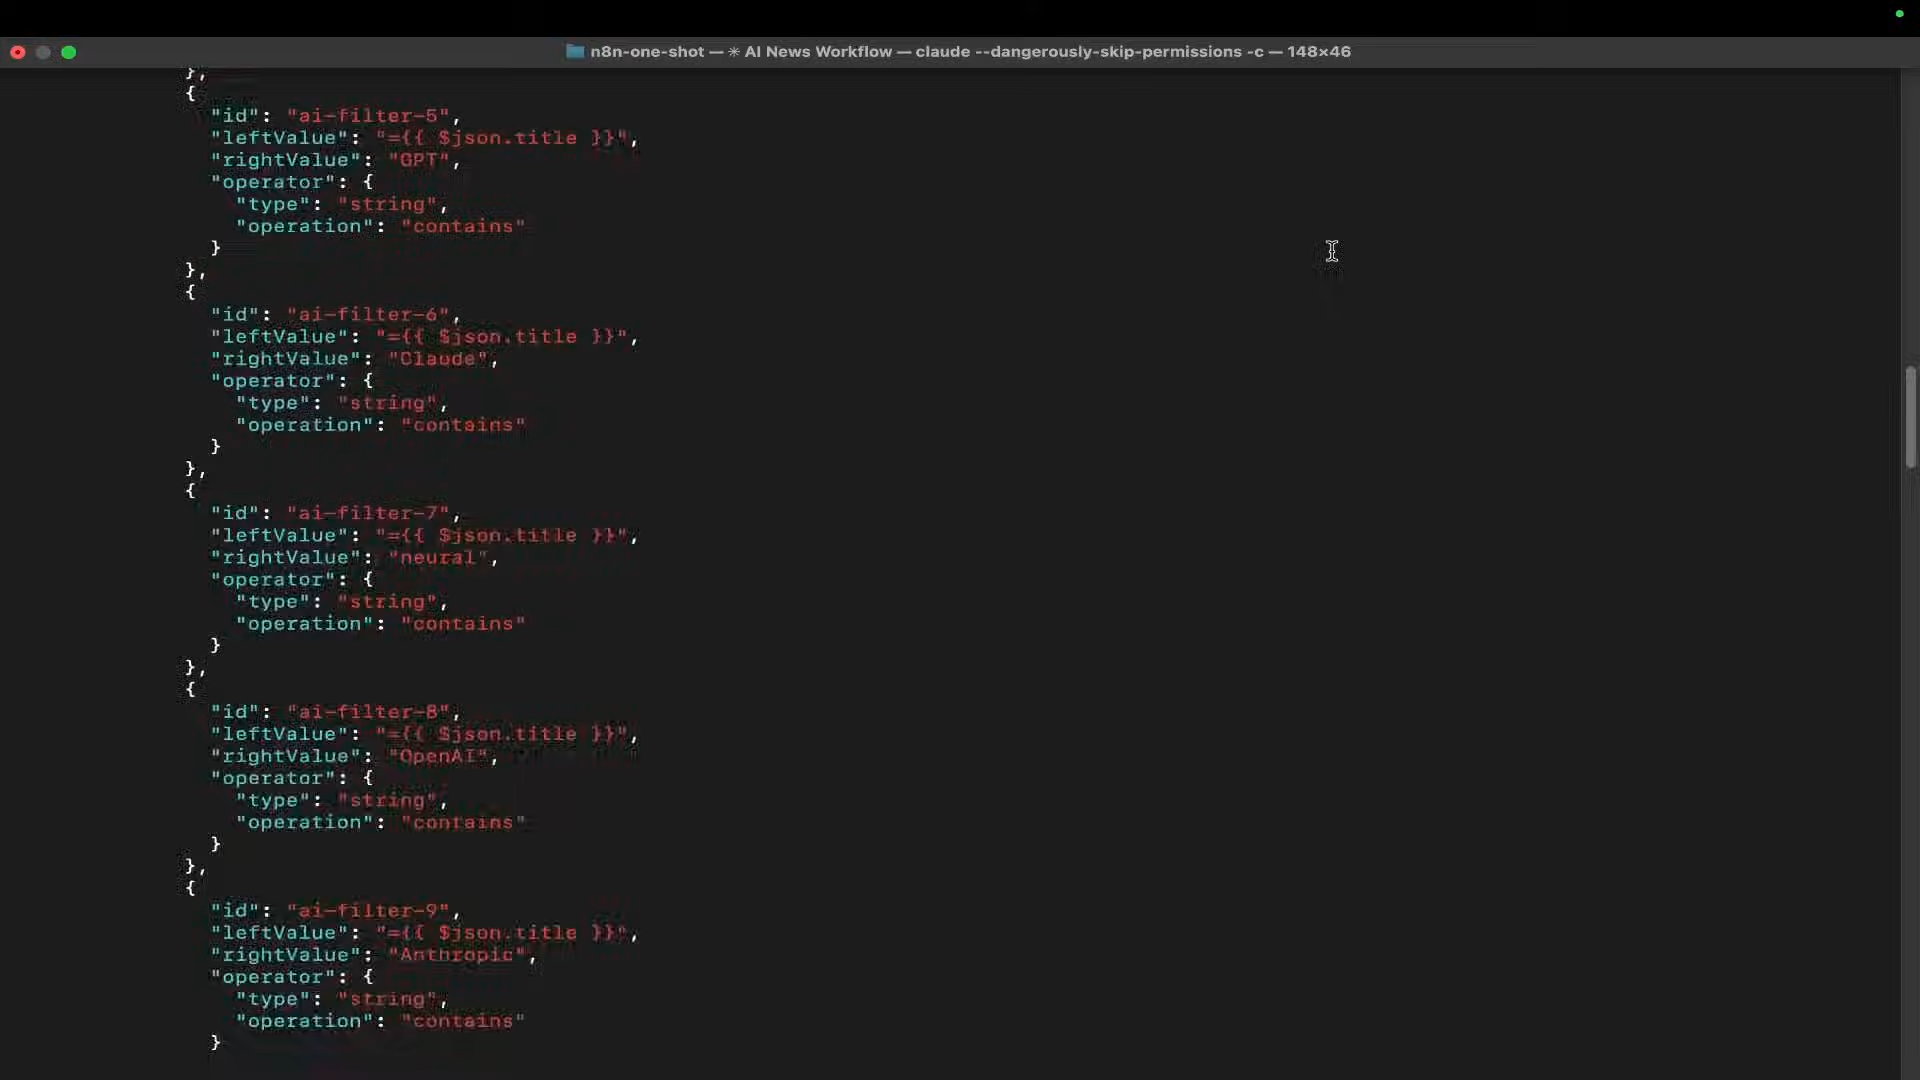 n8n-one-shot — ✳ AI News Workflow — claude --dangerously-skip-permissions -c — 148×46
},
{
"id": "ai-filter-5",
"leftValue": "={{ $json.title }}",
"rightValue": "GPT",
"operator": {
"type": "string",
"operation": "contains"
}
},
{
"id": "ai-filter-6",
"leftValue": "={{ $json.title }}",
"rightValue": "Claude",
"operator": {
"type": "string",
"operation": "contains"
}
},
{
"id": "ai-filter-7",
"leftValue": "={{ $json.title }}",
"rightValue": "neural",
"operator": {
"type": "string",
"operation": "contains"
}
},
{
"id": "ai-filter-8",
"leftValue": "={{ $json.title }}",
"rightValue": "OpenAI",
"operator": {
"type": "string",
"operation": "contains"
}
},
{
"id": "ai-filter-9",
"leftValue": "={{ $json.title }}",
"rightValue": "Anthropic",
"operator": {
"type": "string",
"operation": "contains"
}